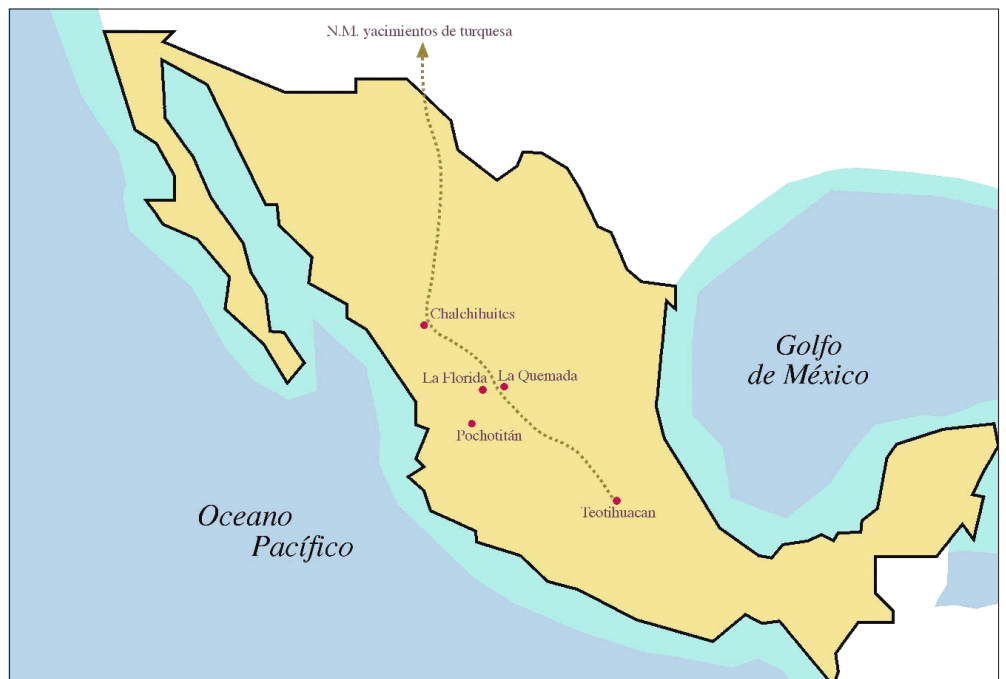 N.M. yacimientos de turquesa
Chalchihuites
La Florida
La Quemada
Pochotitán
Teotihuacan
Golfo
de México
Oceano
Pacífico